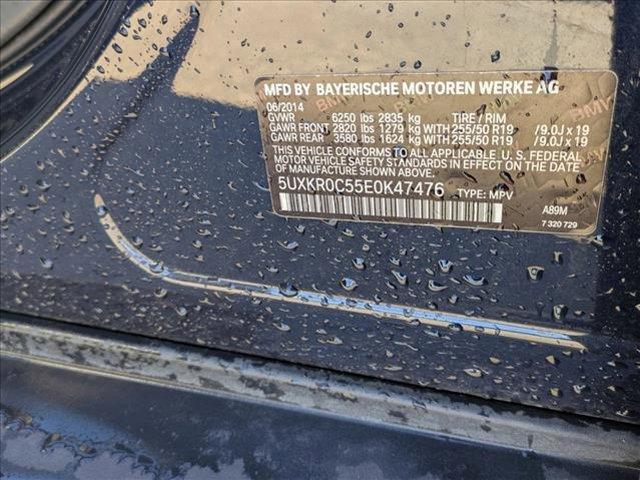 MFD BY BAYERISCHE MOTOREN WERKE AG
06/2014
GVWR 6250 lbs 2835 kg TIRE/RIM
GAWR FRONT 2820 lbs 1279 kg WITH 255/50 R19 /9.0J x 19
GAWR REAR 3580 lbs 1624 kg WITH 255/50 R19 /9.0J x 19
THIS VEHICLE CONFORMS TO ALL APPLICABLE U.S. FEDERAL
MOTOR VEHICLE SAFETY STANDARDS IN EFFECT ON THE DATE
OF MANUFACTURE SHOWN ABOVE.
5UXKR0C55E0K47476 TYPE: MPV
A89M
7 320 729